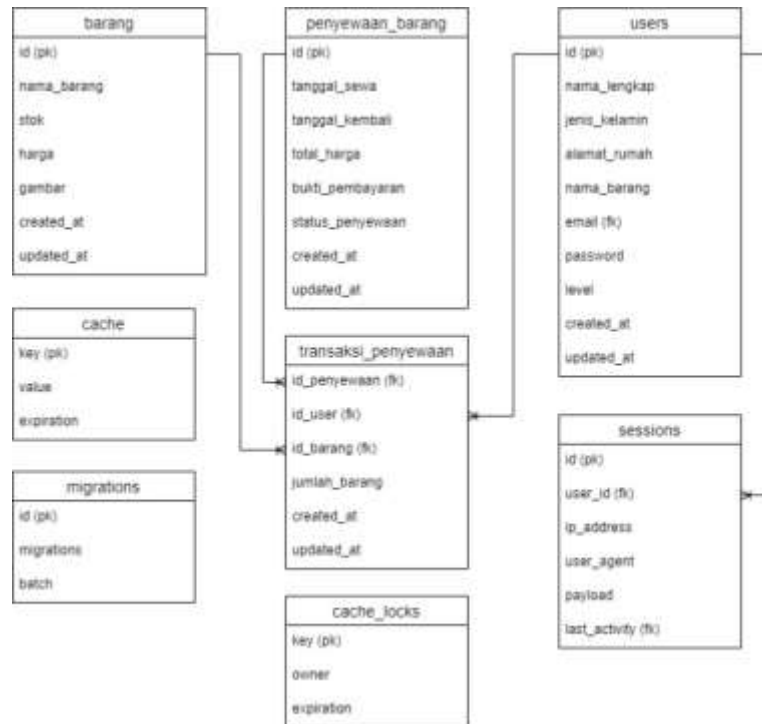 barang
id (pk)
nama_barang
stok
harga
gambar
created_at
updated_at
penyewaan_barang
id (pk)
tanggal_sewa
tanggal_kembali
total_harga
bukti_pembayaran
status_penyewaan
created_at
updated_at
users
id (pk)
nama_lengkap
jenis_kelamin
alamat_rumah
nama_barang
email (fk)
password
level
created_at
updated_at
cache
key (pk)
value
expiration
transaksi_penyewaan
id_penyewaan (fk)
id_user (fk)
id_barang (fk)
jumlah_barang
created_at
updated_at
sessions
id (pk)
user_id (fk)
ip_address
user_agent
payload
last_activity (fk)
migrations
id (pk)
migrations
batch
cache_locks
key (pk)
owner
expiration